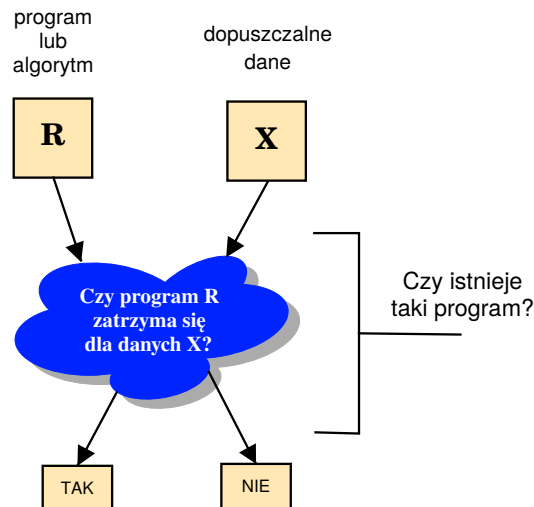 program
lub
algorytm
dopuszczalne
dane
R
X
Czy program R
zatrzyma się
dla danych X?
Czy istnieje
taki program?
TAK
NIE